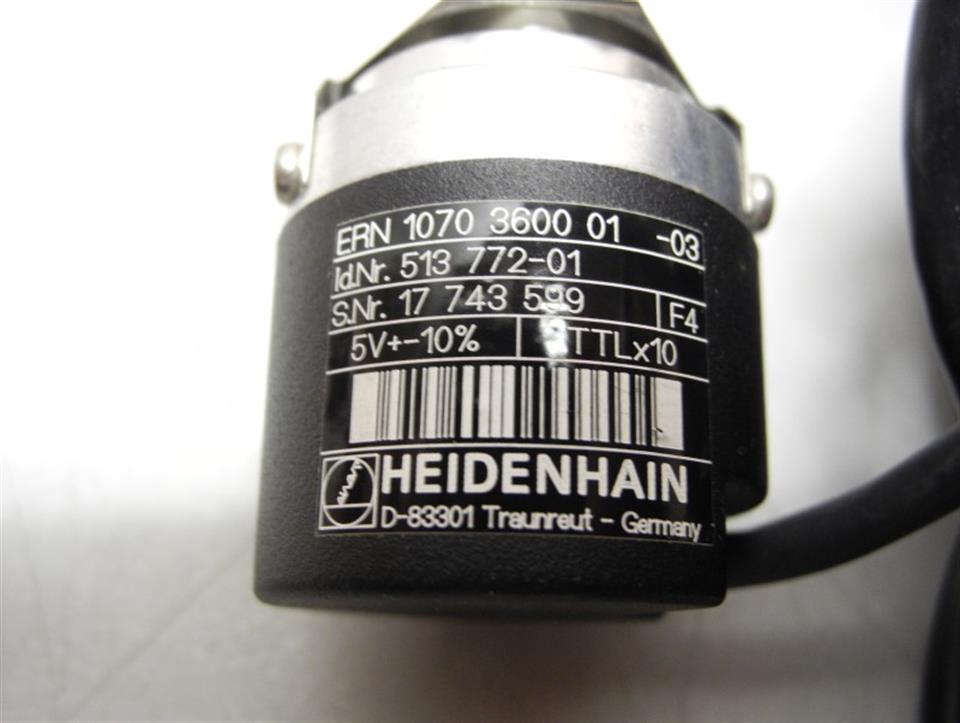 ERN 1070 3600 01 -03
Id.Nr. 513 772-01
S.Nr. 17 743 599 F4
5V+-10% TTLx10
HEIDENHAIN
D-83301 Traunreut - Germany